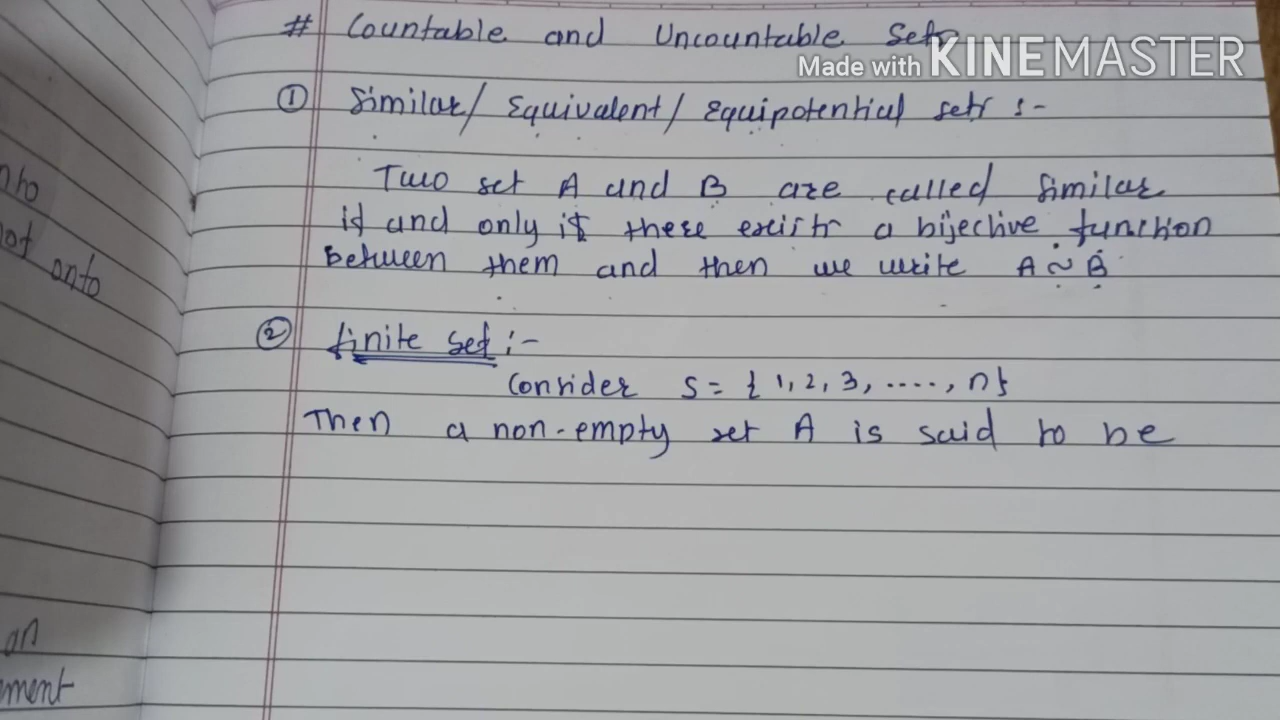 # Countable and Uncountable Sets
Made with KINEMASTER
① Similar/ Equivalent/ Equipotential sets :-
Two set A and B are called similar
if and only if there exists a bijective function
between them and then we write A ~ B
② finite set :-
Consider S = { 1, 2, 3, ....., n}
Then a non-empty set A is said to be
onto
an